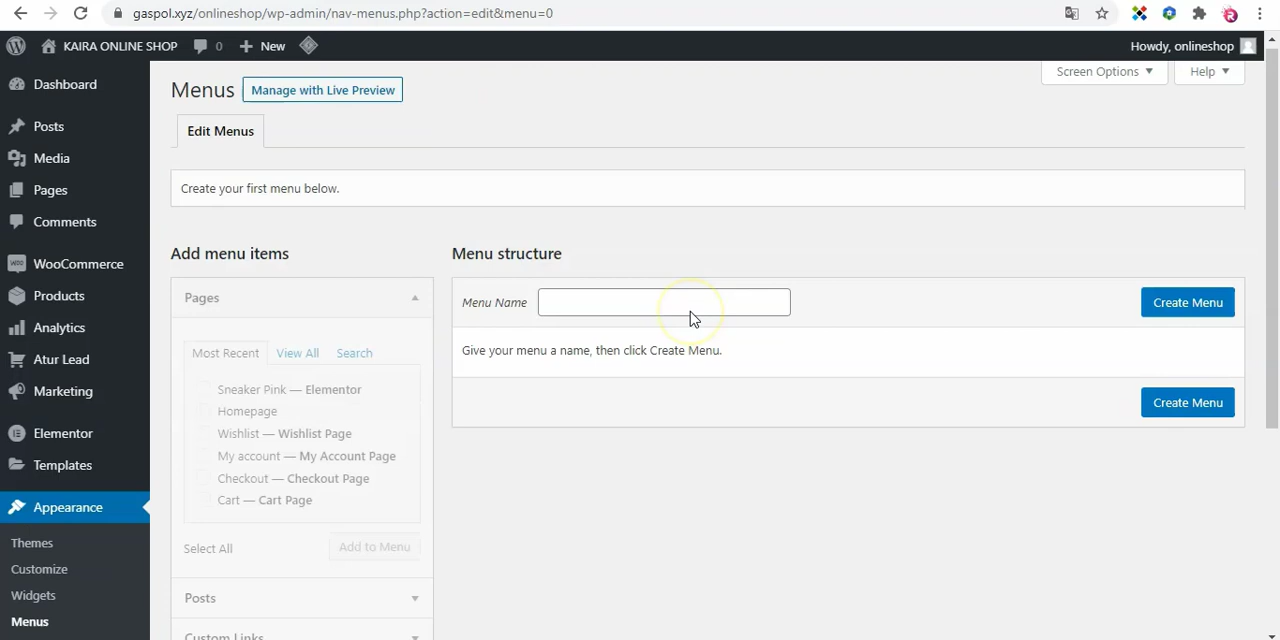 gaspol.xyz/onlineshop/wp-admin/nav-menus.php?action=edit&menu=0
KAIRA ONLINE SHOP 0 New
Howdy, onlineshop
Dashboard
Posts
Media
Pages
Comments
WooCommerce
Products
Analytics
Atur Lead
Marketing
Elementor
Templates
Appearance
Themes
Customize
Widgets
Menus
Screen Options
Help
Menus Manage with Live Preview
Edit Menus
Create your first menu below.
Add menu items
Pages
Most Recent View All Search
Sneaker Pink — Elementor
Homepage
Wishlist — Wishlist Page
My account — My Account Page
Checkout — Checkout Page
Cart — Cart Page
Select All Add to Menu
Posts
Custom Links
Menu structure
Menu Name Create Menu
Give your menu a name, then click Create Menu.
Create Menu